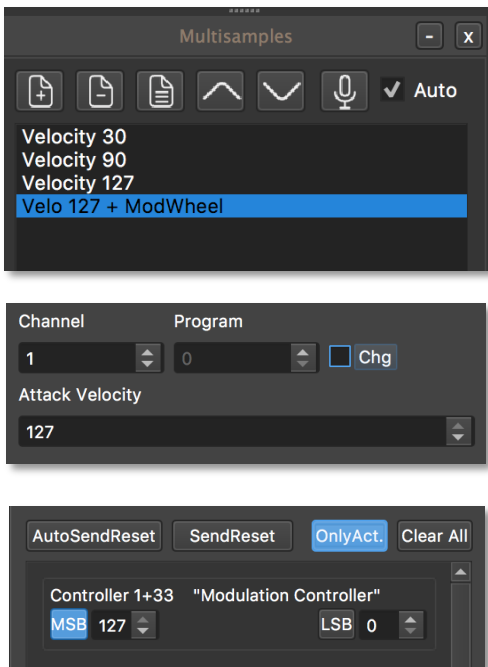 Multisamples - x
Auto
Velocity 30
Velocity 90
Velocity 127
Velo 127 + ModWheel
Channel Program
1 0 Chg
Attack Velocity
127
AutoSendReset SendReset OnlyAct. Clear All
Controller 1+33 "Modulation Controller"
MSB 127 LSB 0